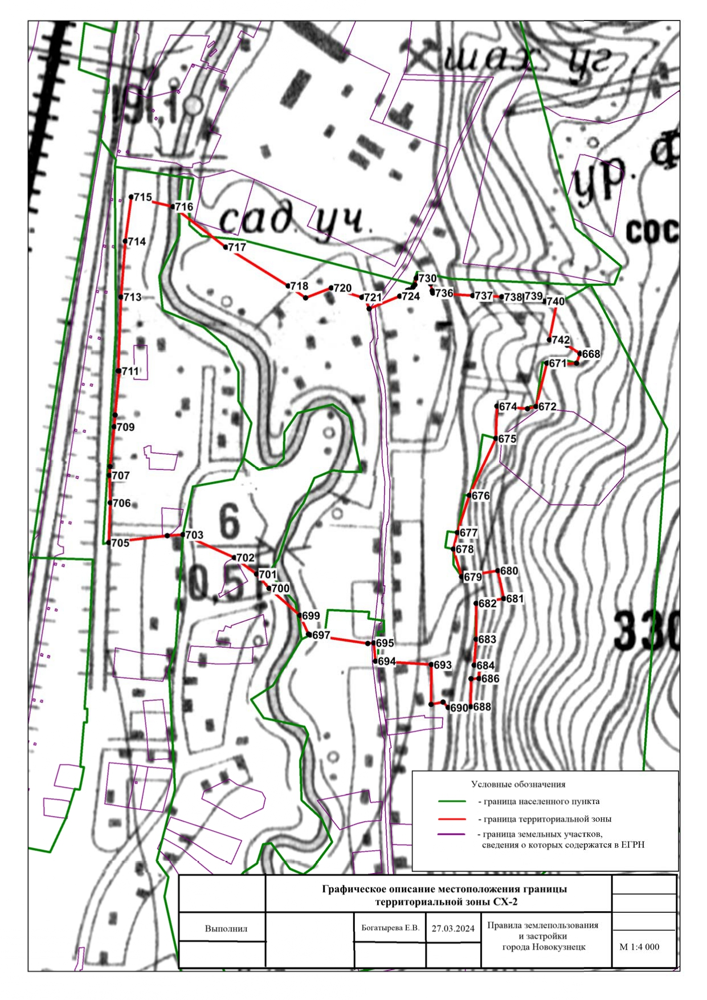 шах. уг
191,1
ур. Ф
сос
сад. уч.
715
716
714
717
730
718
720
713
721
724
736
737
738
739
740
742
668
711
671
674
672
709
675
707
676
706
6
677
703
705
678
702
701
0,5Т
680
700
679
681
682
699
330
697
683
695
694
693
684
686
690
688
Условные обозначения
- граница населенного пункта
- граница территориальной зоны
- граница земельных участков,
сведения о которых содержатся в ЕГРН
Графическое описание местоположения границы
территориальной зоны СХ-2
Выполнил
Богатырева Е.В.
27.03.2024
Правила землепользования
и застройки
города Новокузнецк
М 1:4 000